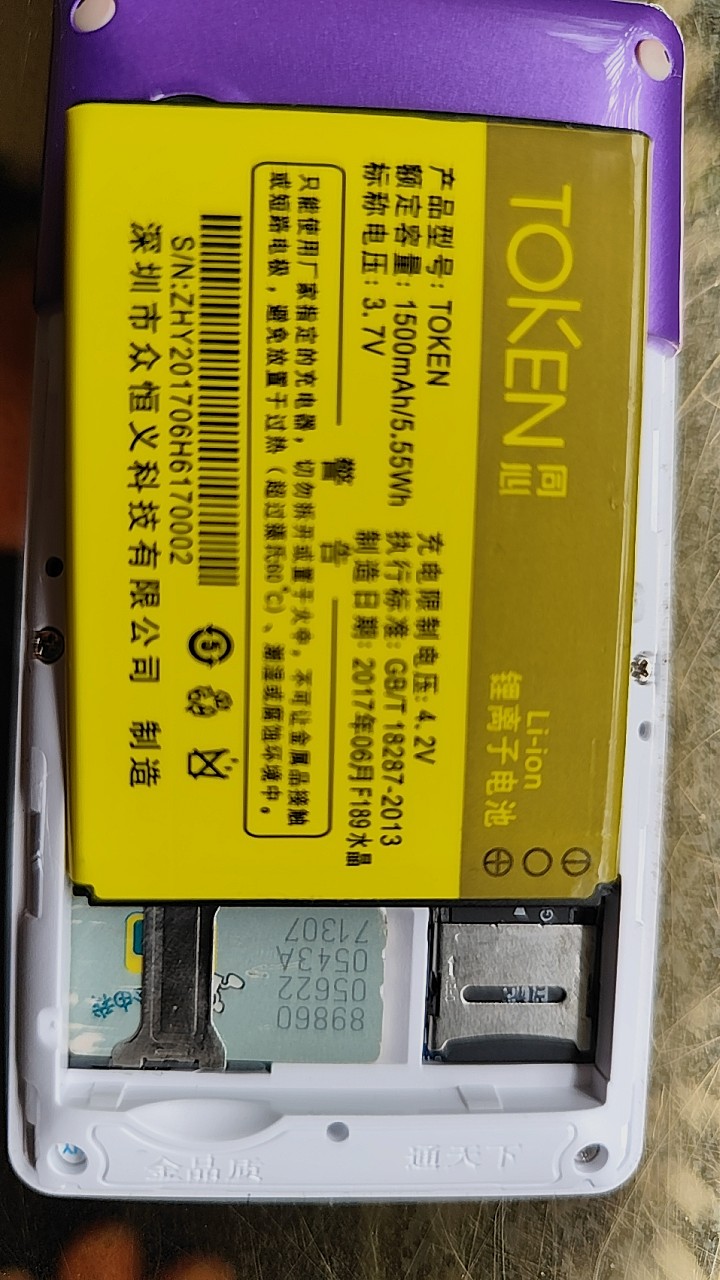 TOKEN 同心
Li-ion
锂离子电池
产品型号: TOKEN
额定容量: 1500mAh/5.55Wh
标称电压: 3.7V
充电限制电压: 4.2V
执行标准: GB/T 18287-2013
制造日期: 2017年06月 F189 水晶
警 告
只能使用厂家指定的充电器, 切勿拆开或置于火中, 不可让金属品接触
或短路电极, 避免放置于过热 (超过摄氏60℃)、潮湿或腐蚀环境中。
S/N:ZHY201706H6170002
深圳市众恒义科技有限公司 制造
89860
05622
0543A
71307
G
金品质
通天下